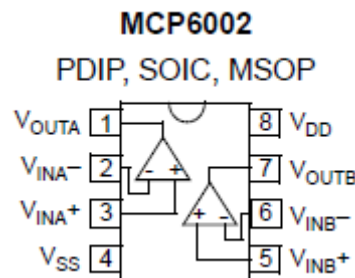 MCP6002
PDIP, SOIC, MSOP
VOUTA 1 8 VDD
VINA– 2 - + 7 VOUTB
VINA+ 3 + - 6 VINB–
VSS 4 5 VINB+